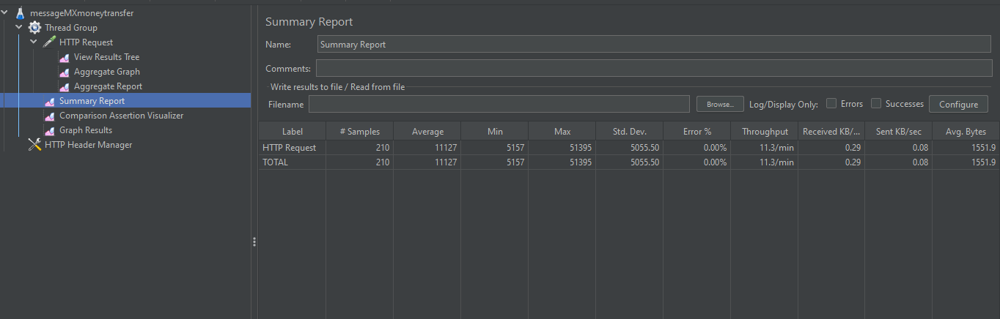 messageMXmoneytransfer
Thread Group
HTTP Request
View Results Tree
Aggregate Graph
Aggregate Report
Summary Report
Comparison Assertion Visualizer
Graph Results
HTTP Header Manager
Summary Report
Name: Summary Report
Comments:
Write results to file / Read from file
Filename Browse... Log/Display Only: Errors Successes Configure
Label # Samples Average Min Max Std. Dev. Error % Throughput Received KB/... Sent KB/sec Avg. Bytes
HTTP Request 210 11127 5157 51395 5055.50 0.00% 11.3/min 0.29 0.08 1551.9
TOTAL 210 11127 5157 51395 5055.50 0.00% 11.3/min 0.29 0.08 1551.9